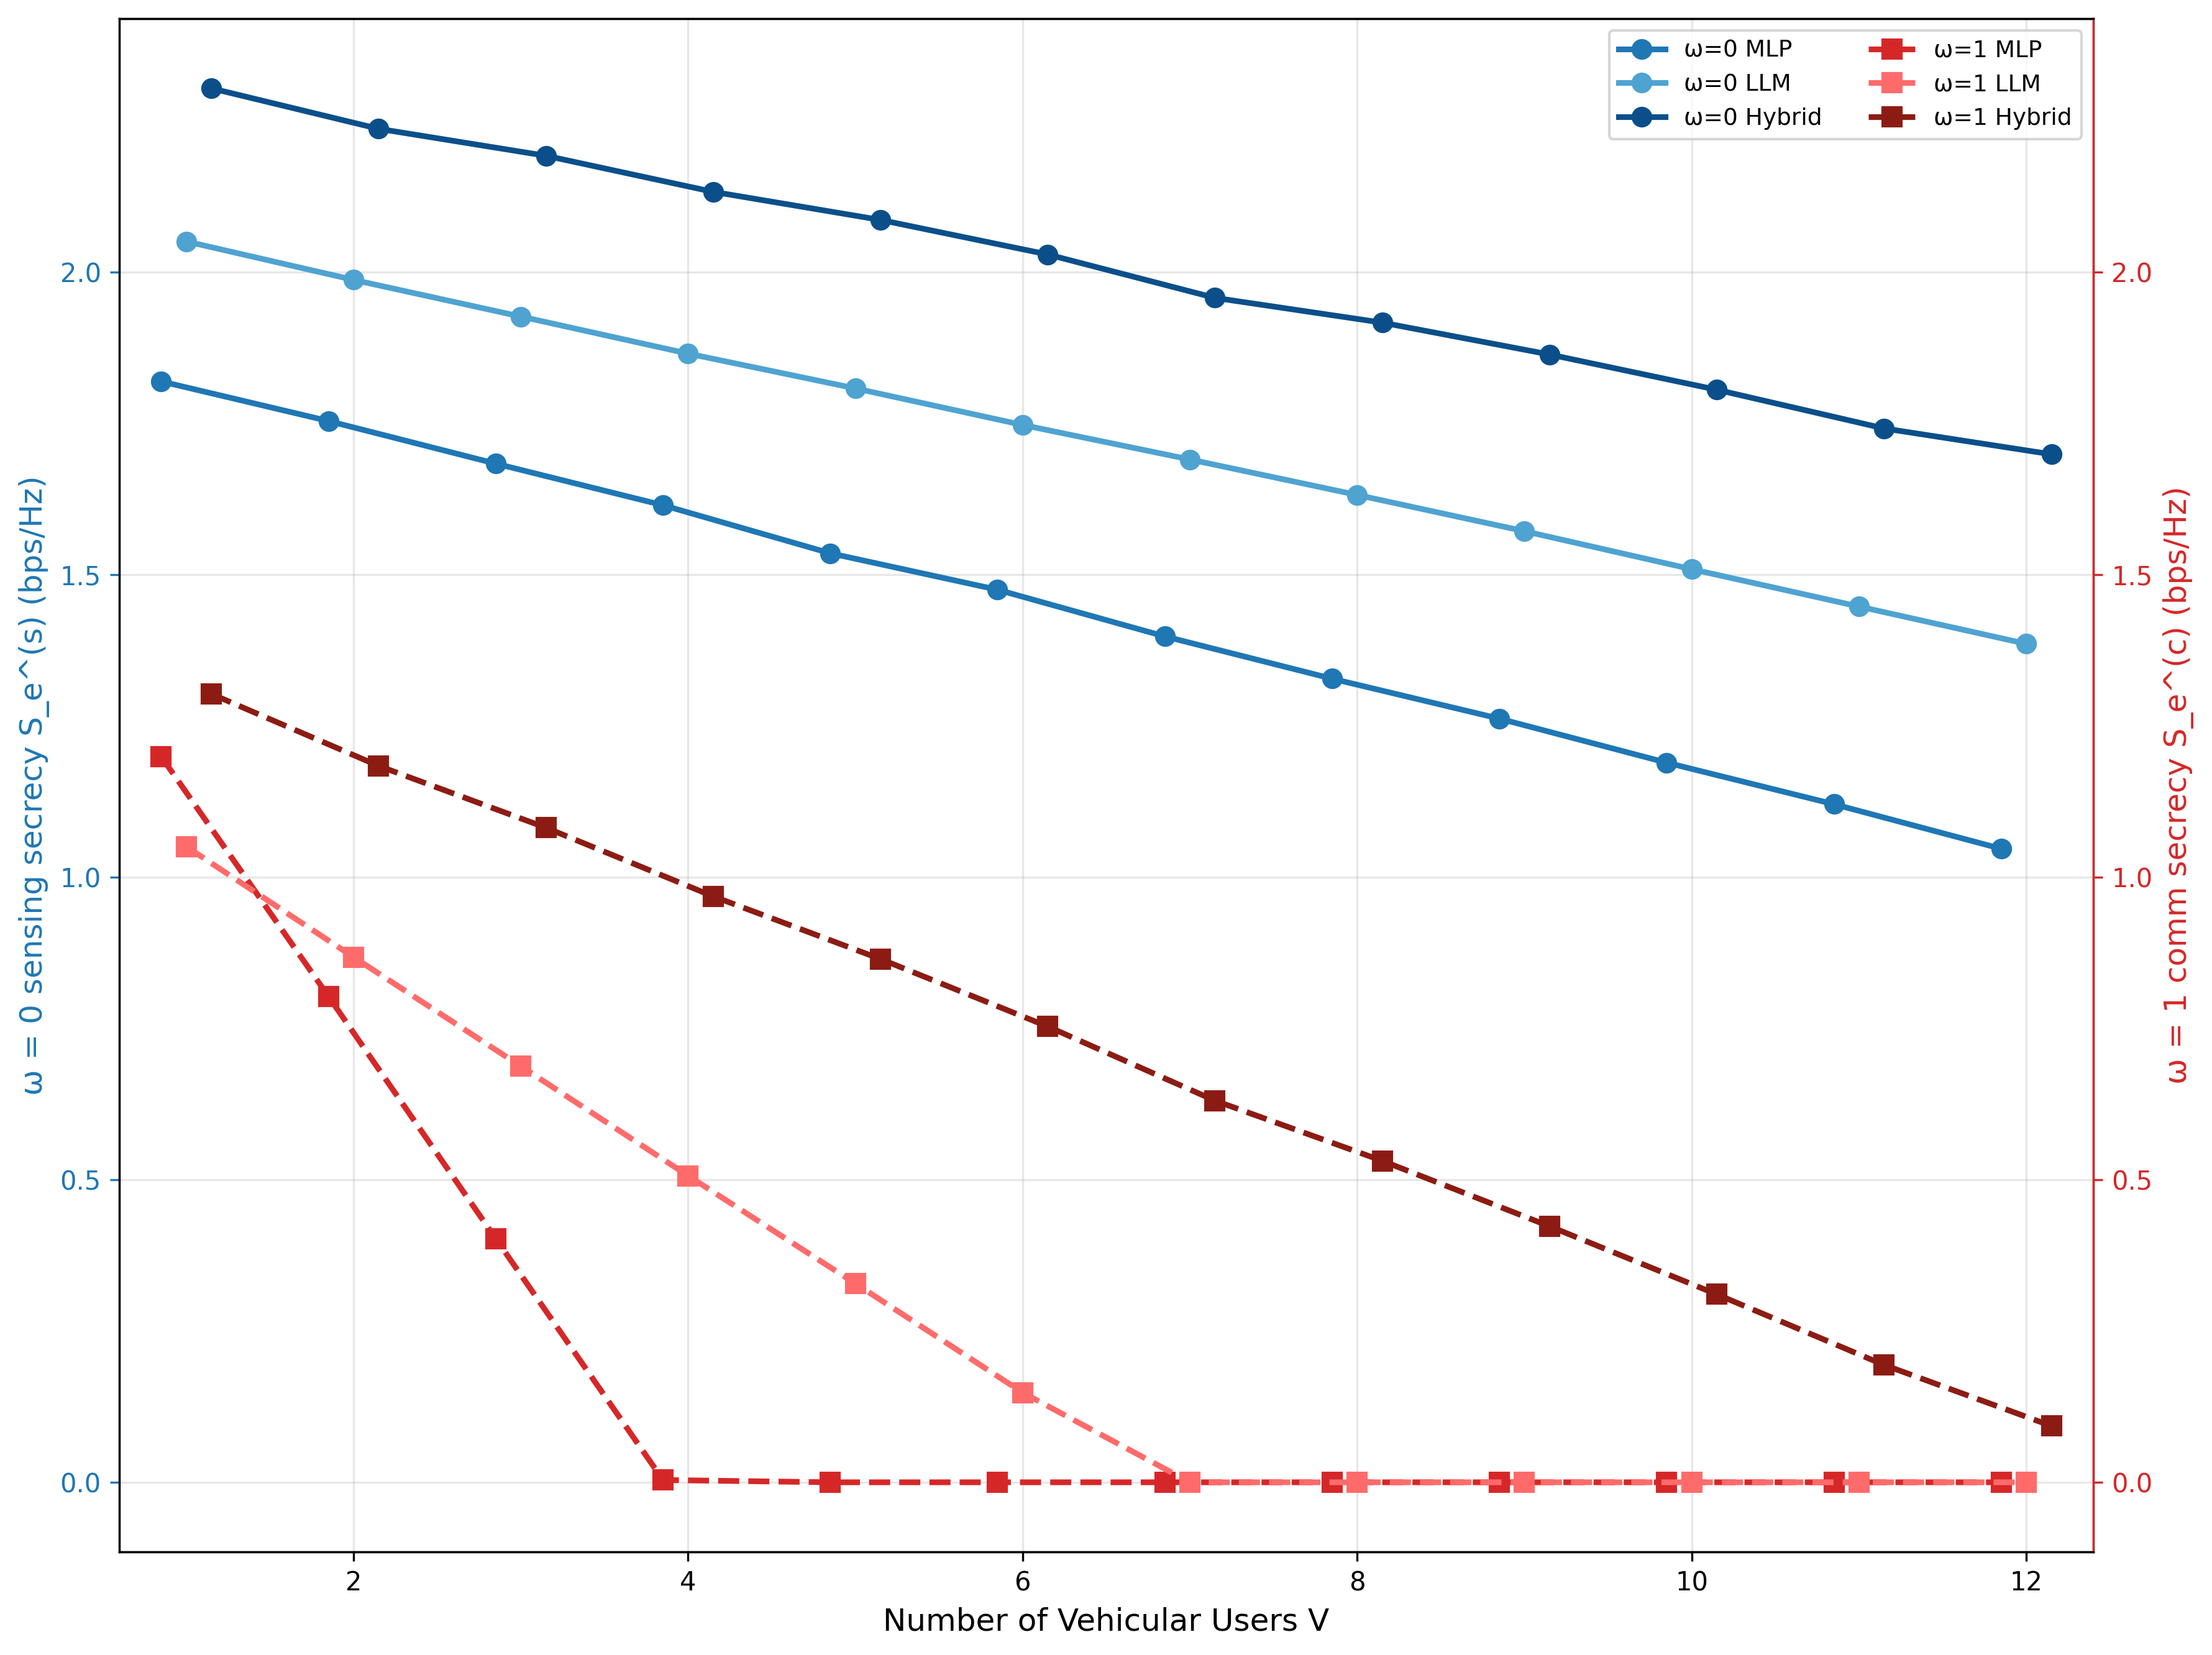 ω=0 MLP
ω=0 LLM
ω=0 Hybrid
ω=1 MLP
ω=1 LLM
ω=1 Hybrid
ω = 0 sensing secrecy S_e^(s) (bps/Hz)
2.0
1.5
1.0
0.5
0.0
2.0
1.5
1.0
0.5
0.0
ω = 1 comm secrecy S_e^(c) (bps/Hz)
2 4 6 8 10 12
Number of Vehicular Users V